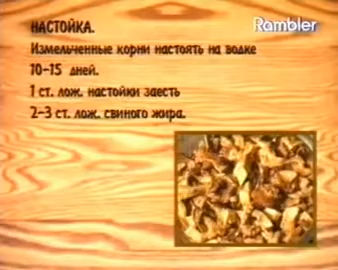 НАСТОЙКА.
Rambler
Измельченные корни настоять на водке
10-15 дней.
1 ст. лож. настойки заесть
2-3 ст. лож. свиного жира.